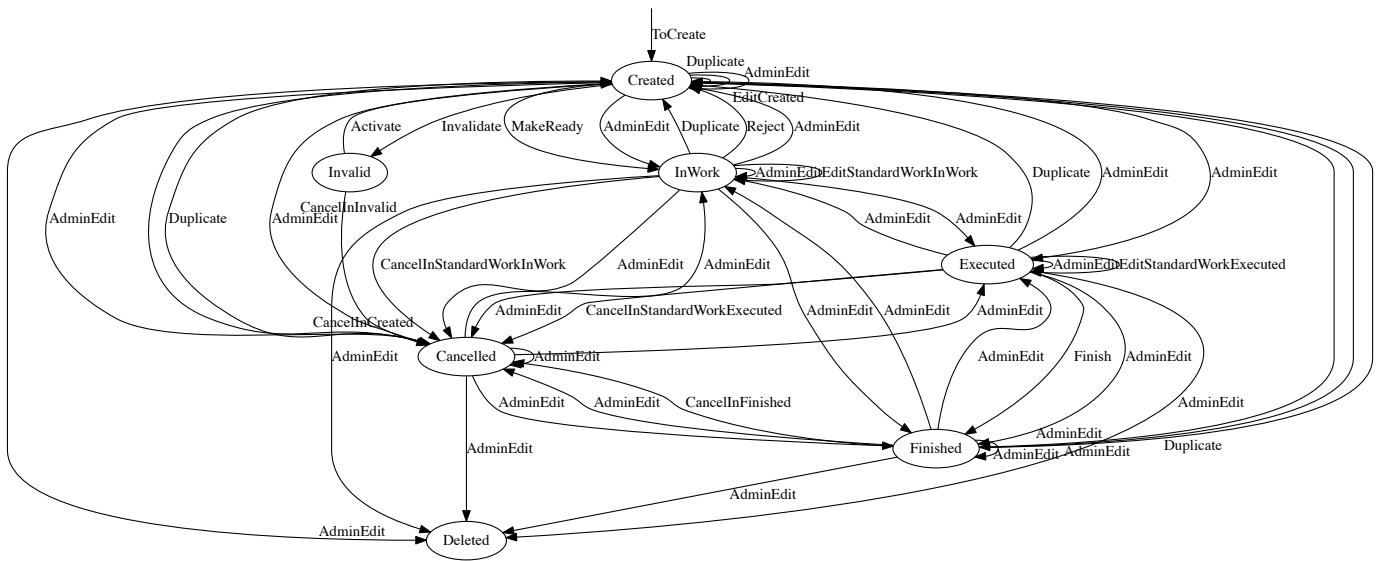 ToCreate
Duplicate
AdminEdit
Created
EditCreated
Activate
Invalidate
MakeReady
AdminEdit
Duplicate
Reject
AdminEdit
Invalid
InWork
AdminEdit
EditStandardWorkInWork
Duplicate
AdminEdit
AdminEdit
CancelInInvalid
AdminEdit
Duplicate
AdminEdit
AdminEdit
AdminEdit
CancelInStandardWorkInWork
AdminEdit
AdminEdit
Executed
AdminEdit
EditStandardWorkExecuted
CancelInCreated
AdminEdit
CancelInStandardWorkExecuted
AdminEdit
AdminEdit
AdminEdit
AdminEdit
Cancelled
AdminEdit
AdminEdit
Finish
AdminEdit
AdminEdit
AdminEdit
CancelInFinished
AdminEdit
AdminEdit
AdminEdit
Finished
AdminEdit
AdminEdit
Duplicate
AdminEdit
AdminEdit
Deleted